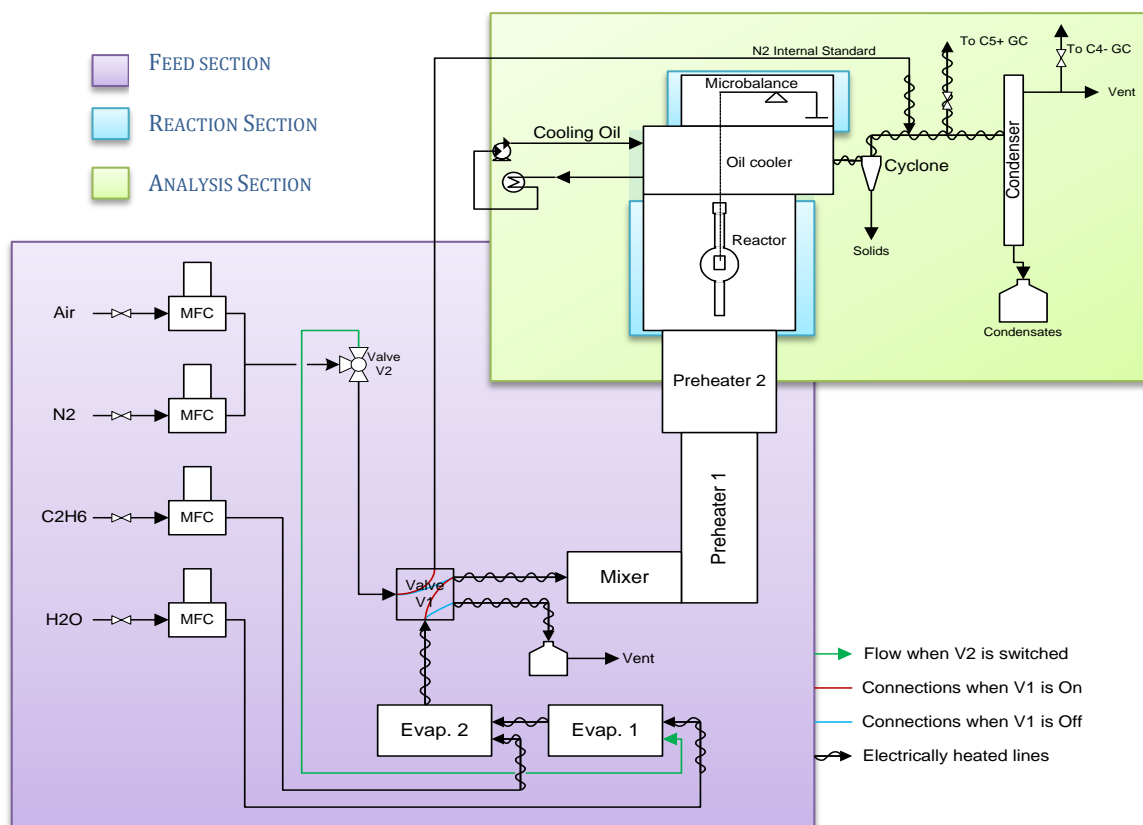 FEED SECTION
REACTION SECTION
ANALYSIS SECTION
N2 Internal Standard
To C5+ GC
To C4- GC
Microbalance
Vent
Cooling Oil
Oil cooler
Cyclone
Condenser
Reactor
Solids
Condensates
Air
MFC
Valve
V2
Preheater 2
N2
MFC
C2H6
MFC
Preheater 1
Valve
V1
Mixer
H2O
MFC
Vent
Flow when V2 is switched
Connections when V1 is On
Evap. 2
Evap. 1
Connections when V1 is Off
Electrically heated lines